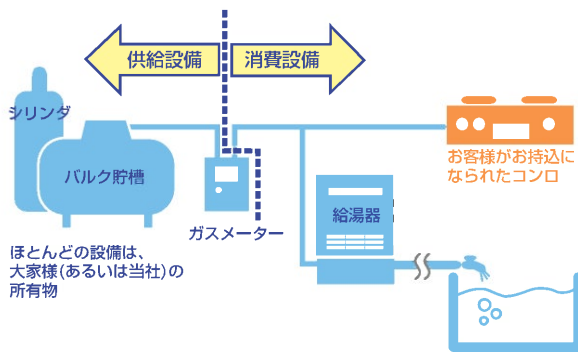 供給設備
消費設備
シリンダ
バルク貯槽
お客様がお持込に
なられたコンロ
給湯器
ガスメーター
ほとんどの設備は、
大家様(あるいは当社)の
所有物